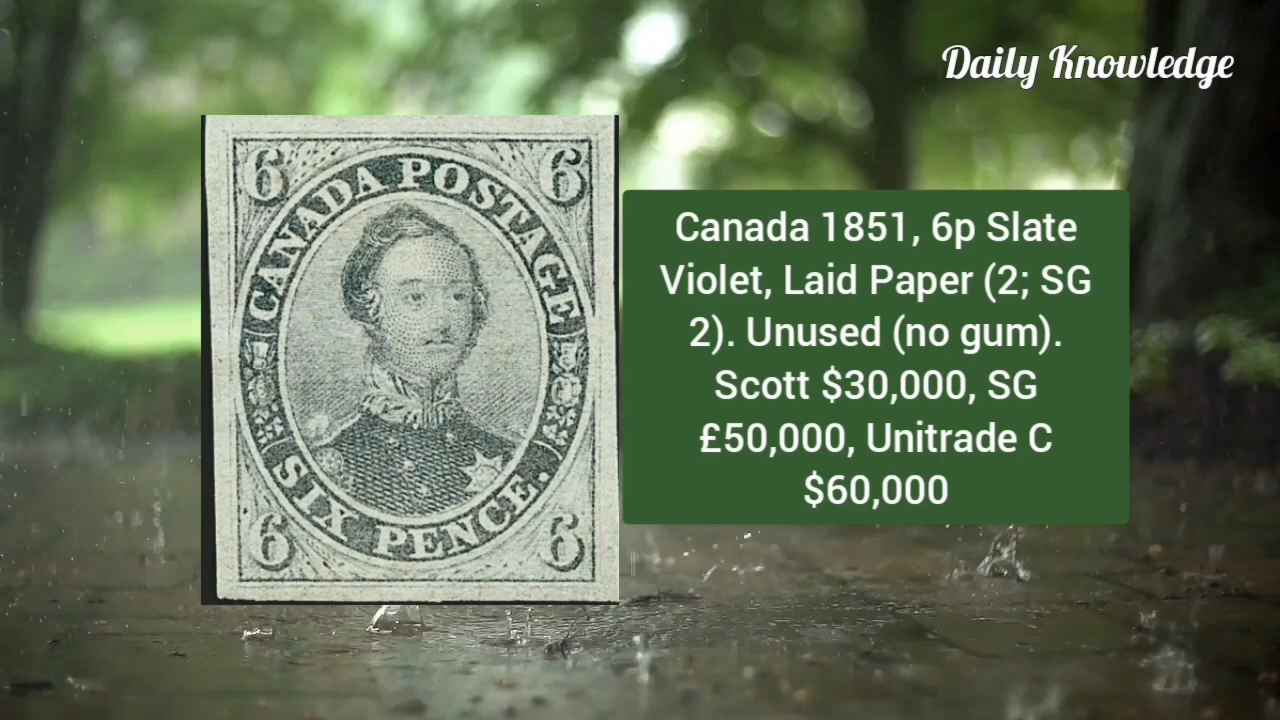 Daily Knowledge
6 6
CANADA POSTAGE
SIX PENCE.
6 6
Canada 1851, 6p Slate
Violet, Laid Paper (2; SG
2). Unused (no gum).
Scott $30,000, SG
£50,000, Unitrade C
$60,000